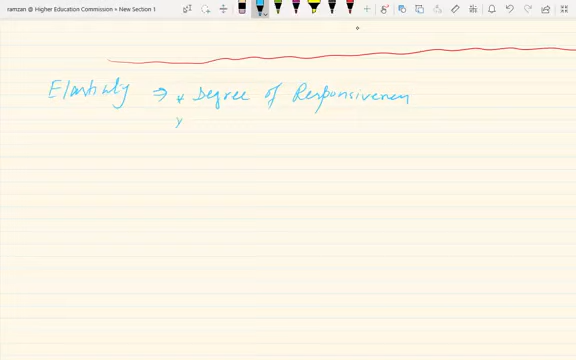 ramzan @ Higher Education Commission > New Section 1
Elasticity ⇒ * Degree of Responsiveness
y